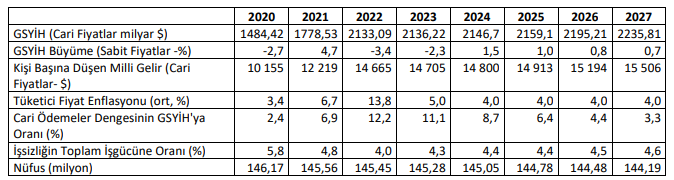 2020 2021 2022 2023 2024 2025 2026 2027
GSYİH (Cari Fiyatlar milyar $) 1484,42 1778,53 2133,09 2136,22 2146,7 2159,1 2195,21 2235,81
GSYİH Büyüme (Sabit Fiyatlar -%) -2,7 4,7 -3,4 -2,3 1,5 1,0 0,8 0,7
Kişi Başına Düşen Milli Gelir (Cari
Fiyatlar- $) 10 155 12 219 14 665 14 705 14 800 14 913 15 194 15 506
Tüketici Fiyat Enflasyonu (ort, %) 3,4 6,7 13,8 5,0 4,0 4,0 4,0 4,0
Cari Ödemeler Dengesinin GSYİH'ya
Oranı (%) 2,4 6,9 12,2 11,1 8,7 6,4 4,4 3,3
İşsizliğin Toplam İşgücüne Oranı (%) 5,8 4,8 4,0 4,3 4,4 4,4 4,5 4,6
Nüfus (milyon) 146,17 145,56 145,45 145,28 145,05 144,78 144,48 144,19